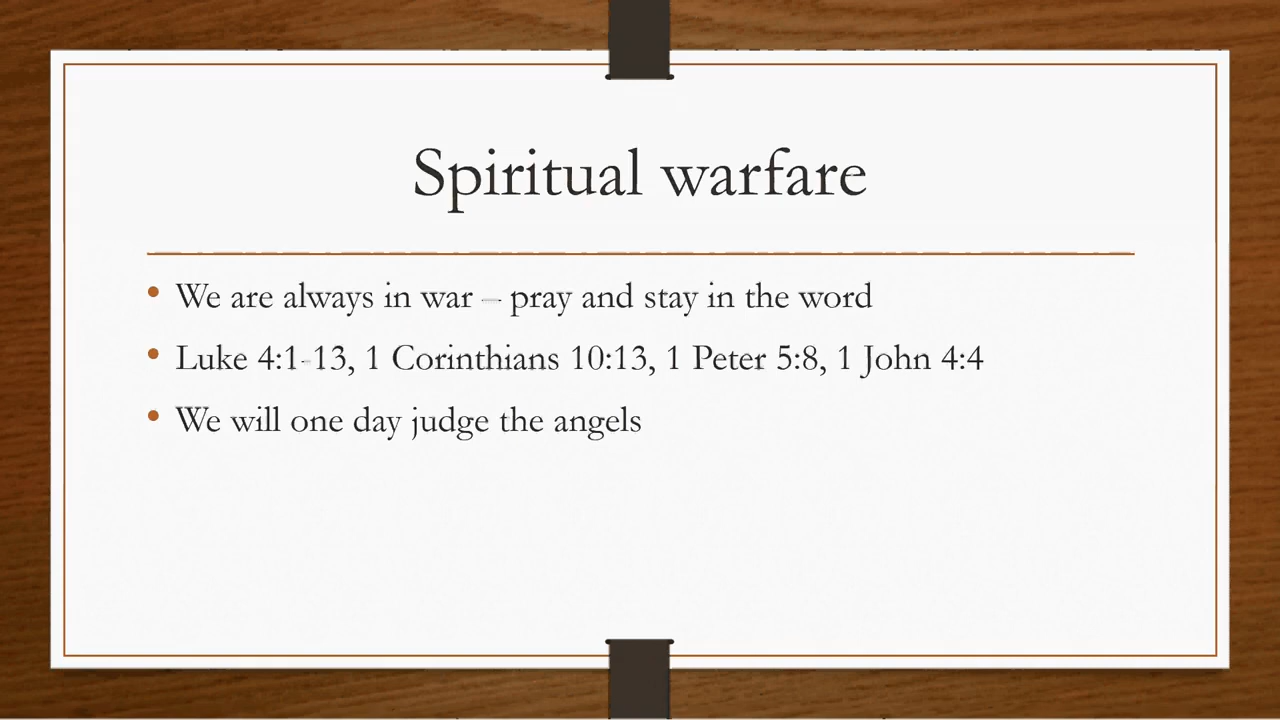 Spiritual warfare
• We are always in war – pray and stay in the word
• Luke 4:1-13, 1 Corinthians 10:13, 1 Peter 5:8, 1 John 4:4
• We will one day judge the angels